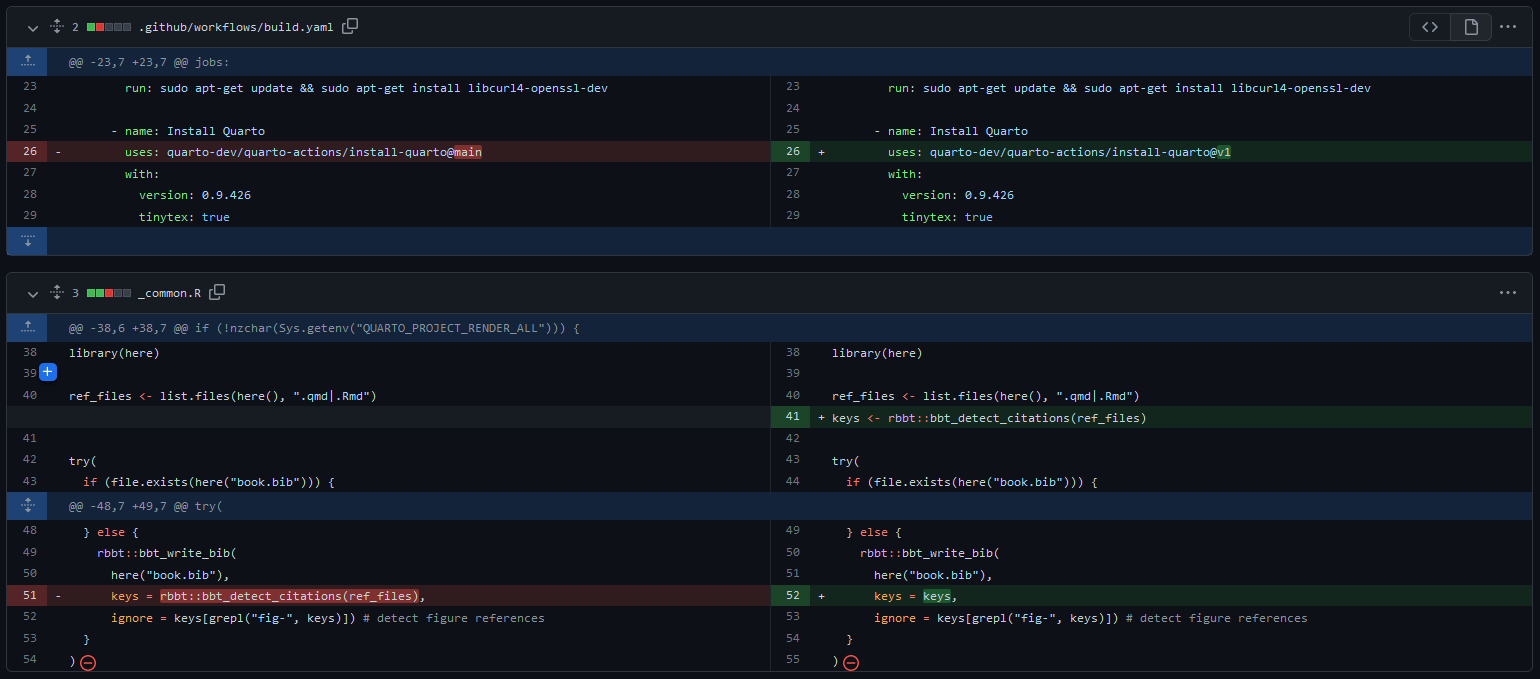 2 .github/workflows/build.yaml
@@ -23,7 +23,7 @@ jobs:
23 run: sudo apt-get update && sudo apt-get install libcurl4-openssl-dev 23 run: sudo apt-get update && sudo apt-get install libcurl4-openssl-dev
24 24
25 - name: Install Quarto 25 - name: Install Quarto
26 - uses: quarto-dev/quarto-actions/install-quarto@main 26 + uses: quarto-dev/quarto-actions/install-quarto@v1
27 with: 27 with:
28 version: 0.9.426 28 version: 0.9.426
29 tinytex: true 29 tinytex: true
3 _common.R
@@ -38,6 +38,7 @@ if (!nzchar(Sys.getenv("QUARTO_PROJECT_RENDER_ALL"))) {
38 library(here) 38 library(here)
39 39
40 ref_files <- list.files(here(), ".qmd|.Rmd") 40 ref_files <- list.files(here(), ".qmd|.Rmd")
41 + keys <- rbbt::bbt_detect_citations(ref_files)
41 42
42 try( 43 try(
43 if (file.exists(here("book.bib"))) { 44 if (file.exists(here("book.bib"))) {
@@ -48,7 +49,7 @@ try(
48 } else { 49 } else {
49 rbbt::bbt_write_bib( 50 rbbt::bbt_write_bib(
50 here("book.bib"), 51 here("book.bib"),
51 - keys = rbbt::bbt_detect_citations(ref_files), 52 + keys = keys,
52 ignore = keys[grepl("fig-", keys)]) # detect figure references 53 ignore = keys[grepl("fig-", keys)]) # detect figure references
53 } 54 }
54 ) 55 )